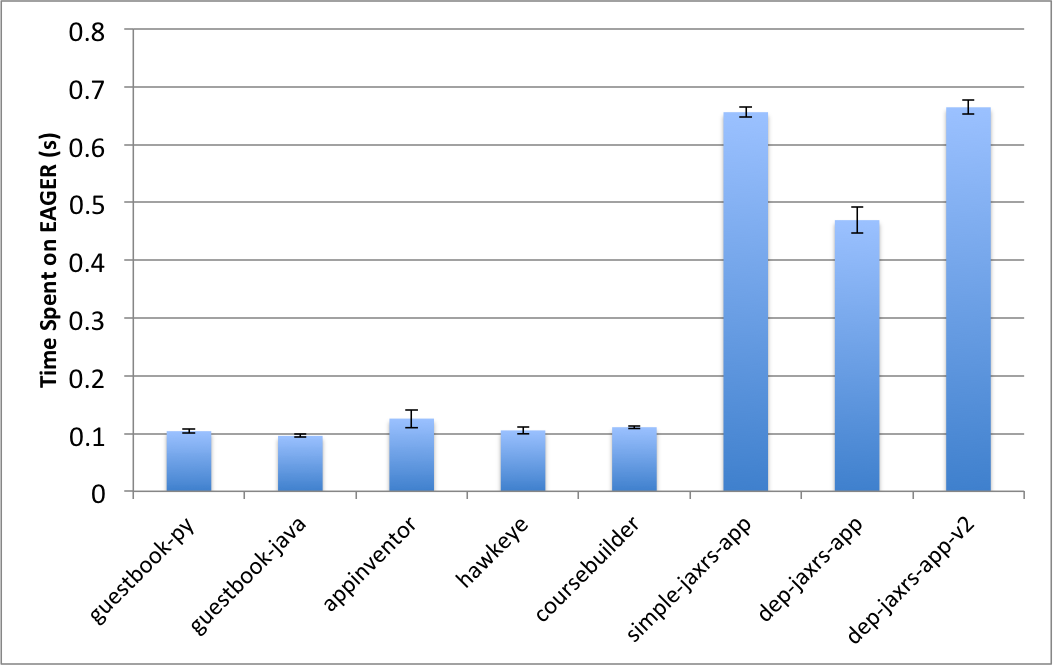 Time Spent on EAGER (s)
0.8
0.7
0.6
0.5
0.4
0.3
0.2
0.1
0
guestbook-py
guestbook-java
appinventor
hawkeye
coursebuilder
simple-jaxrs-app
dep-jaxrs-app
dep-jaxrs-app-v2